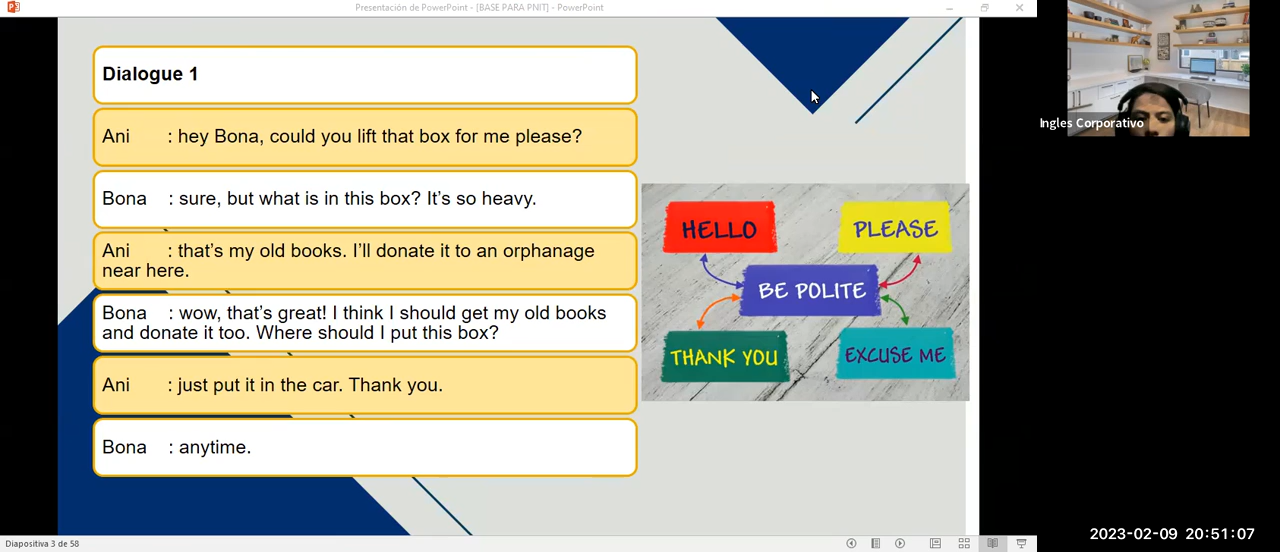 Presentación de PowerPoint - [BASE PARA PNIT] - PowerPoint
Dialogue 1
Ani : hey Bona, could you lift that box for me please?
Bona : sure, but what is in this box? It’s so heavy.
Ani : that’s my old books. I’ll donate it to an orphanage
near here.
Bona : wow, that’s great! I think I should get my old books
and donate it too. Where should I put this box?
Ani : just put it in the car. Thank you.
Bona : anytime.
HELLO
PLEASE
BE POLITE
THANK YOU
EXCUSE ME
Ingles Corporativo
Diapositiva 3 de 58
2023-02-09 20:51:07